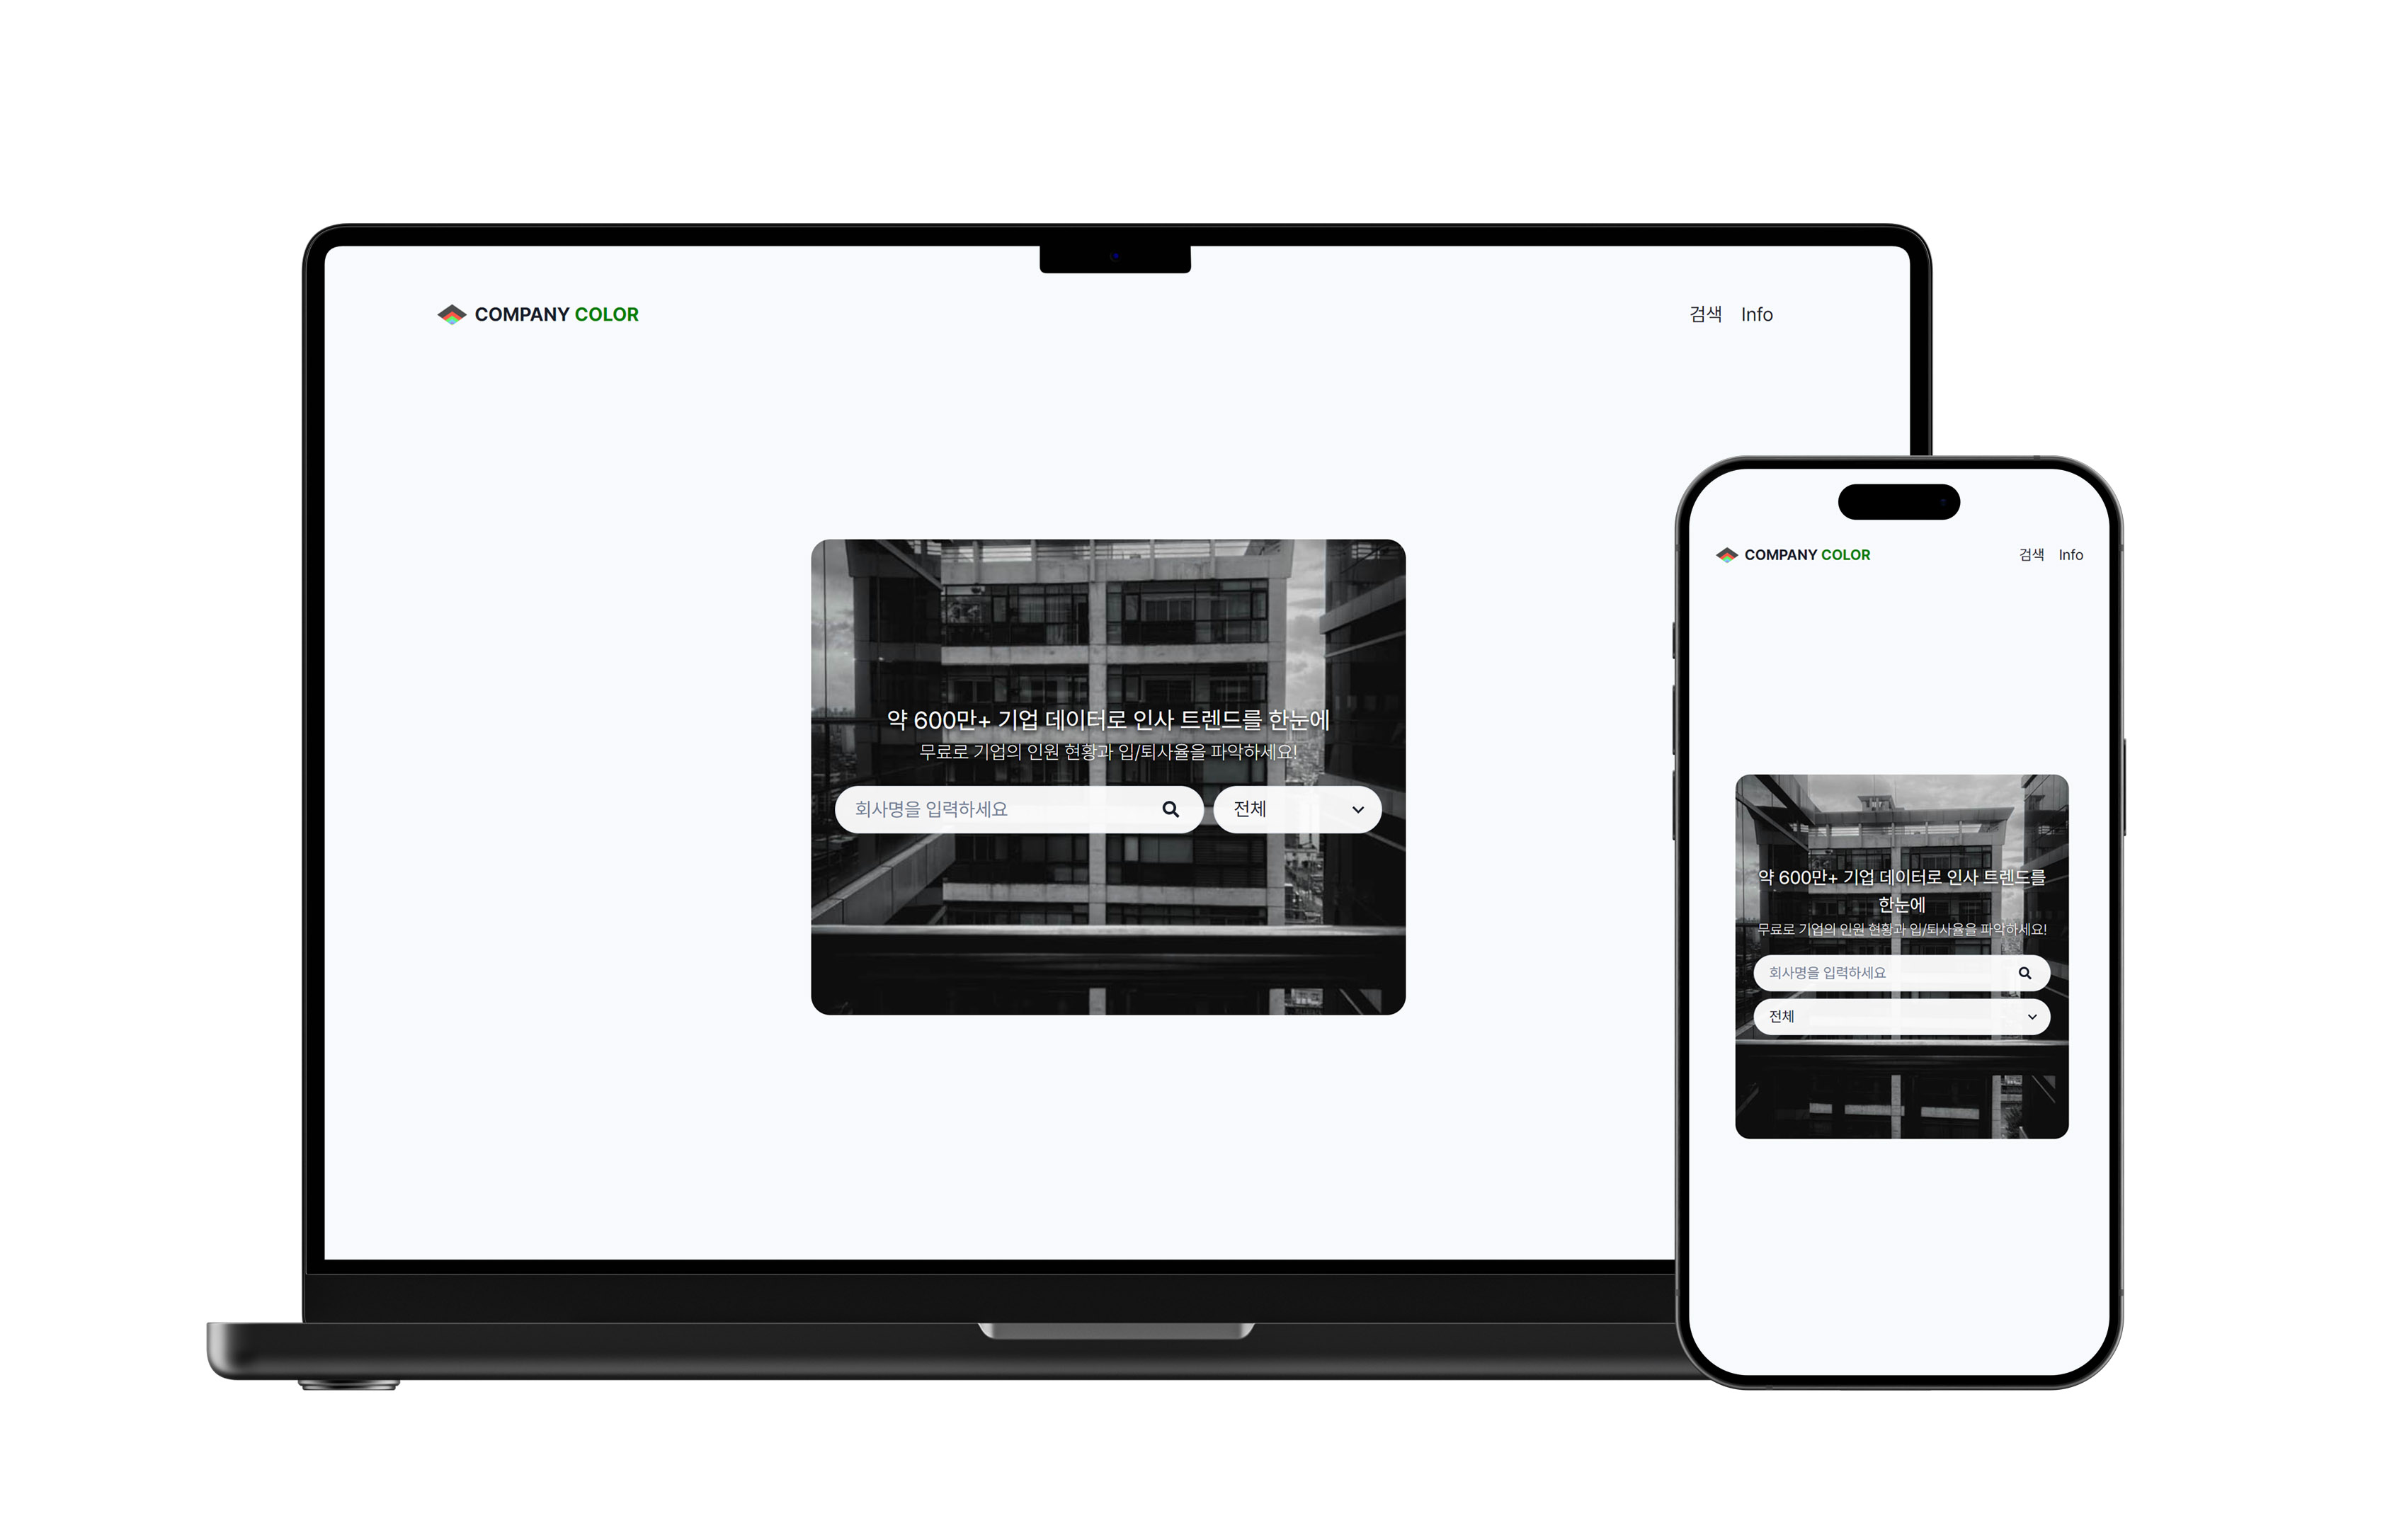 COMPANY COLOR
검색 Info
약 600만+ 기업 데이터로 인사 트렌드를 한눈에
무료로 기업의 인원 현황과 입/퇴사율을 파악하세요!
회사명을 입력하세요
전체
COMPANY COLOR
검색 Info
약 600만+ 기업 데이터로 인사 트렌드를
한눈에
무료로 기업의 인원 현황과 입/퇴사율을 파악하세요!
회사명을 입력하세요
전체